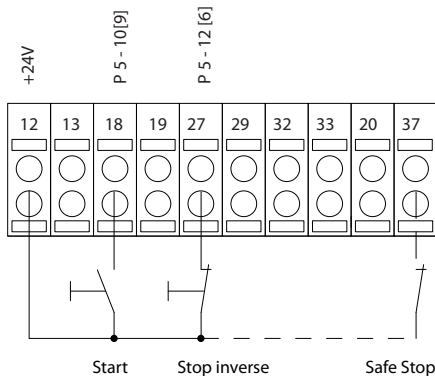 +24V
P 5 - 10[9]
P 5 - 12 [6]
12 13 18 19 27 29 32 33 20 37
Start Stop inverse Safe Stop